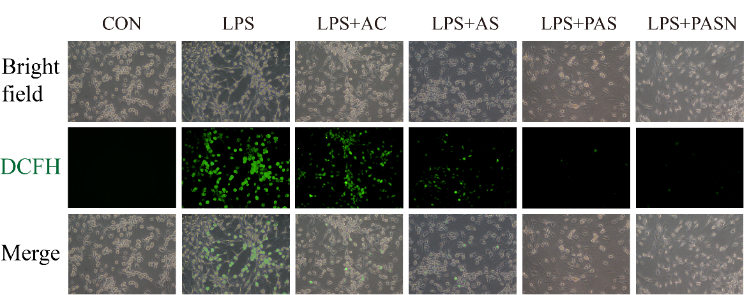 CON LPS LPS+AC LPS+AS LPS+PAS LPS+PASN
Bright
field
DCFH
Merge